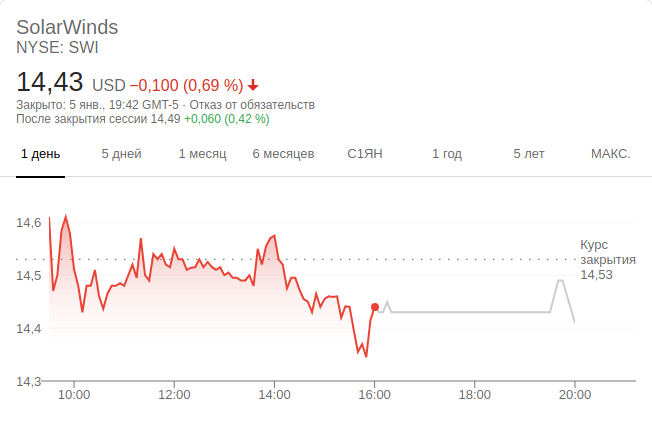 SolarWinds
NYSE: SWI
14,43 USD −0,100 (0,69 %)
Закрыто: 5 янв., 19:42 GMT-5 · Отказ от обязательств
После закрытия сессии 14,49 +0,060 (0,42 %)
1 день 5 дней 1 месяц 6 месяцев С1ЯН 1 год 5 лет МАКС.
14,6
Курс
закрытия
14,53
14,5
14,4
14,3
10:00 12:00 14:00 16:00 18:00 20:00